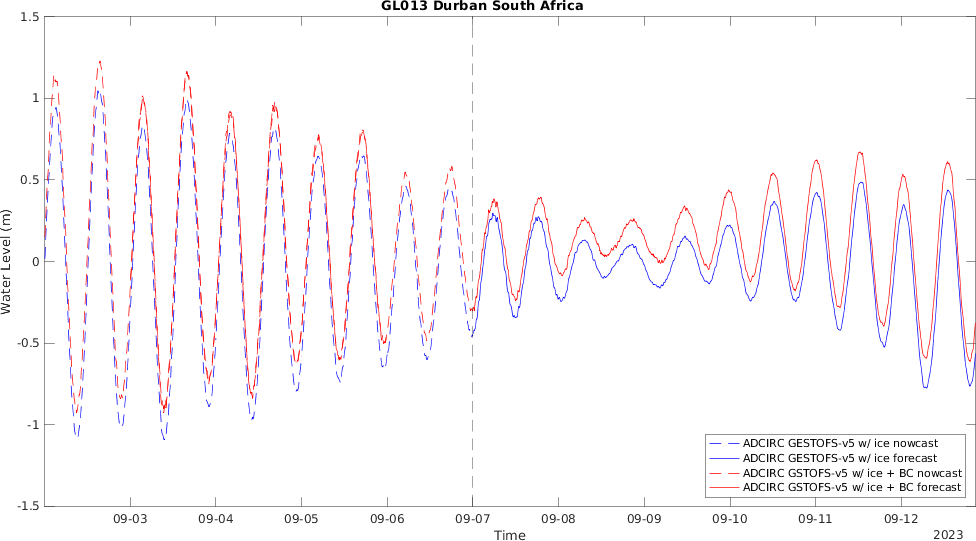 GL013 Durban South Africa
1.5
1
0.5
0
-0.5
-1
-1.5
Water Level (m)
ADCIRC GESTOFS-v5 w/ ice nowcast
ADCIRC GESTOFS-v5 w/ ice forecast
ADCIRC GSTOFS-v5 w/ ice + BC nowcast
ADCIRC GSTOFS-v5 w/ ice + BC forecast
09-03 09-04 09-05 09-06 09-07 09-08 09-09 09-10 09-11 09-12
Time
2023